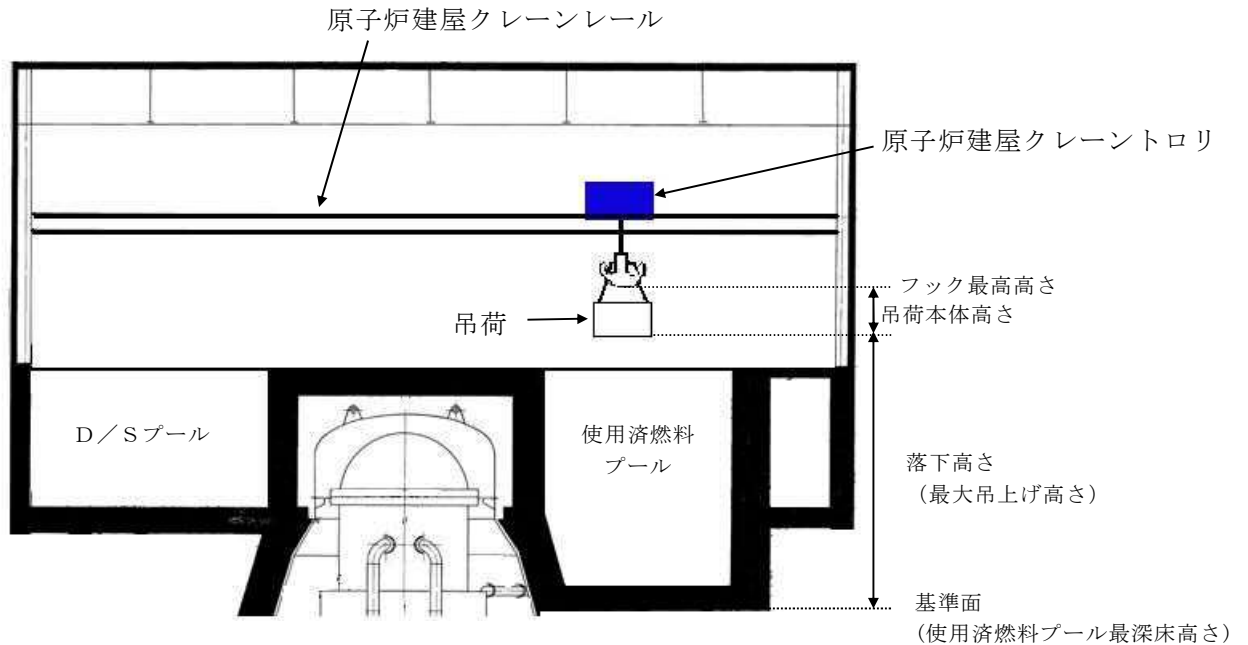 原子炉建屋クレーンレール
原子炉建屋クレーントロリ
フック最高高さ
吊荷本体高さ
吊荷
D/Sプール
使用済燃料
プール
落下高さ
(最大吊上げ高さ)
基準面
(使用済燃料プール最深床高さ)